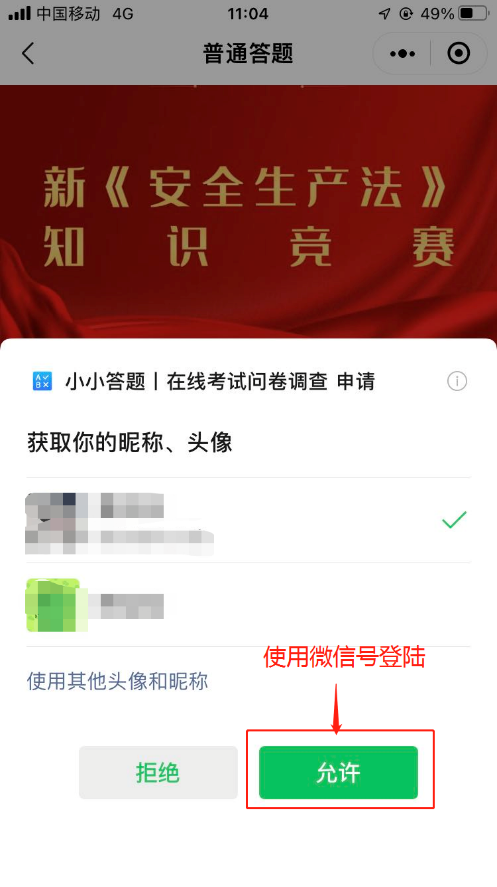 中国移动 4G 11:04 49%
普通答题
新《安全生产法》
知识竞赛
小小答题丨在线考试问卷调查 申请
获取你的昵称、头像
使用微信号登陆
使用其他头像和昵称
拒绝 允许